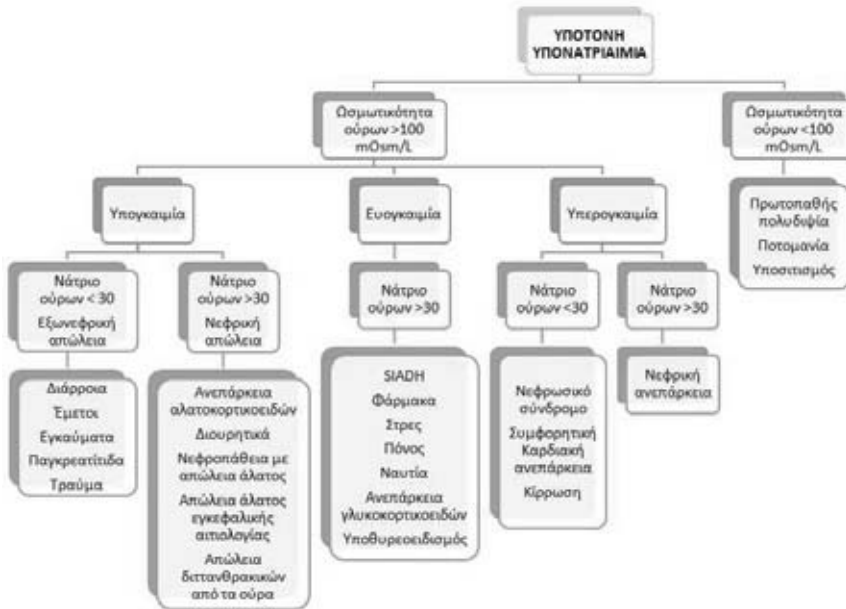 ΥΠΟΤΟΝΗ
ΥΠΟΝΑΤΡΙΑΙΜΙΑ
Ωσμωτικότητα
ούρων >100
mOsm/L
Ωσμωτικότητα
ούρων <100
mOsm/L
Υπογκαιμία
Ευογκαιμία
Υπερογκαιμία
Πρωτοπαθής
πολυδιψία
Ποτομανία
Υποσιτισμός
Νάτριο
ούρων < 30
Εξωνεφρική
απώλεια
Νάτριο
ούρων >30
Νεφρική
απώλεια
Νάτριο
ούρων >30
Νάτριο
ούρων <30
Νάτριο
ούρων >30
Διάρροια
Έμετοι
Εγκαύματα
Παγκρεατίτιδα
Τραύμα
Ανεπάρκεια
αλατοκορτικοειδών
Διουρητικά
Νεφροπάθεια με
απώλεια άλατος
Απώλεια άλατος
εγκεφαλικής
αιτιολογίας
Απώλεια
διττανθρακικών
από τα ούρα
SIADH
Φάρμακα
Στρες
Πόνος
Ναυτία
Ανεπάρκεια
γλυκοκορτικοειδών
Υποθυρεοειδισμός
Νεφρωσικό
σύνδρομο
Συμφορητική
Καρδιακή
ανεπάρκεια
Κίρρωση
Νεφρική
ανεπάρκεια